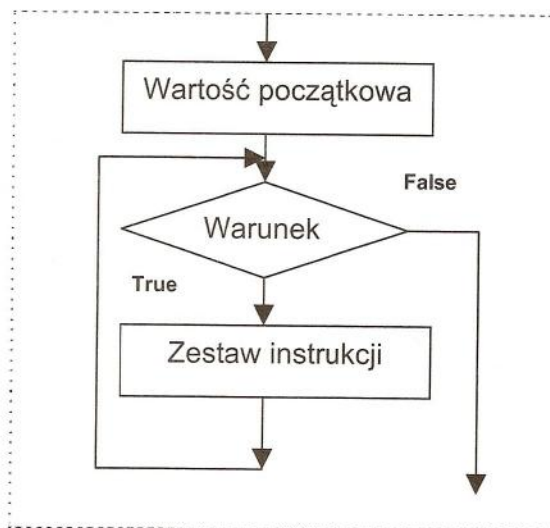 Wartość początkowa
False
Warunek
True
Zestaw instrukcji